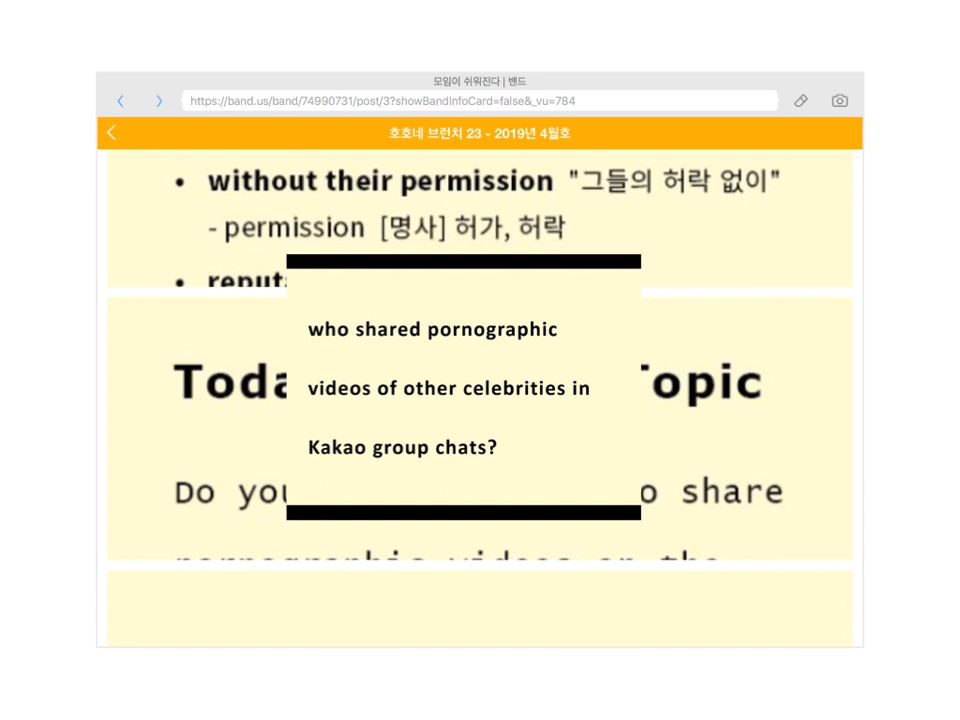 모임이 쉬워진다 | 밴드
https://band.us/band/74990731/post/3?showBandInfoCard=false&_vu=784
호호네 브런치 23 - 2019년 4월호
• without their permission "그들의 허락 없이"
- permission [명사] 허가, 허락
•
who shared pornographic
videos of other celebrities in
Kakao group chats?
Do share